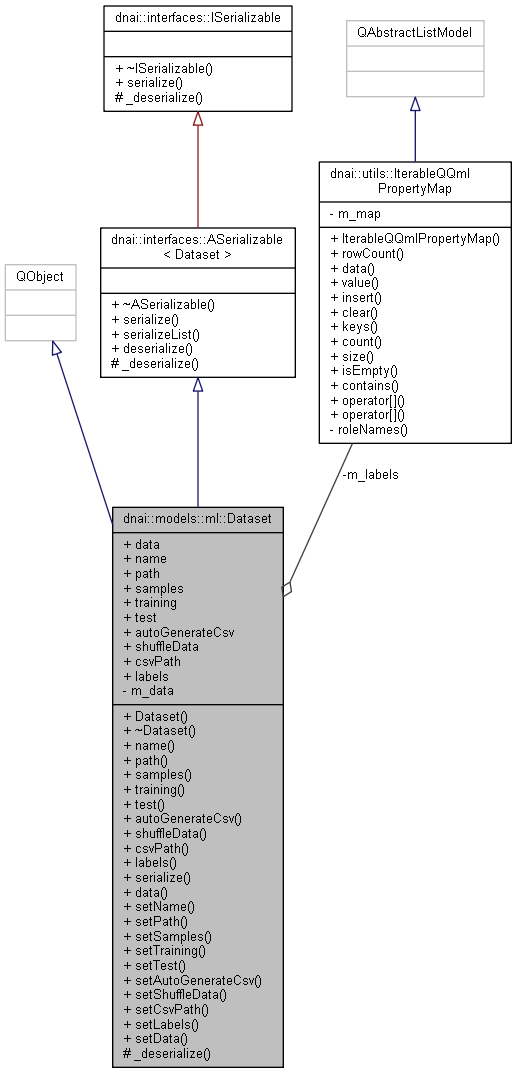 dnai::interfaces::ISerializable
+ ~ISerializable()
+ serialize()
# _deserialize()
QAbstractListModel
dnai::utils::IterableQQml
PropertyMap
- m_map
+ IterableQQmlPropertyMap()
+ rowCount()
+ data()
+ value()
+ insert()
+ clear()
+ keys()
+ count()
+ size()
+ isEmpty()
+ contains()
+ operator[]()
+ operator[]()
- roleNames()
dnai::interfaces::ASerializable
< Dataset >
+ ~ASerializable()
+ serialize()
+ serializeList()
+ deserialize()
# _deserialize()
QObject
-m_labels
dnai::models::ml::Dataset
+ data
+ name
+ path
+ samples
+ training
+ test
+ autoGenerateCsv
+ shuffleData
+ csvPath
+ labels
- m_data
+ Dataset()
+ ~Dataset()
+ name()
+ path()
+ samples()
+ training()
+ test()
+ autoGenerateCsv()
+ shuffleData()
+ csvPath()
+ labels()
+ serialize()
+ data()
+ setName()
+ setPath()
+ setSamples()
+ setTraining()
+ setTest()
+ setAutoGenerateCsv()
+ setShuffleData()
+ setCsvPath()
+ setLabels()
+ setData()
# _deserialize()